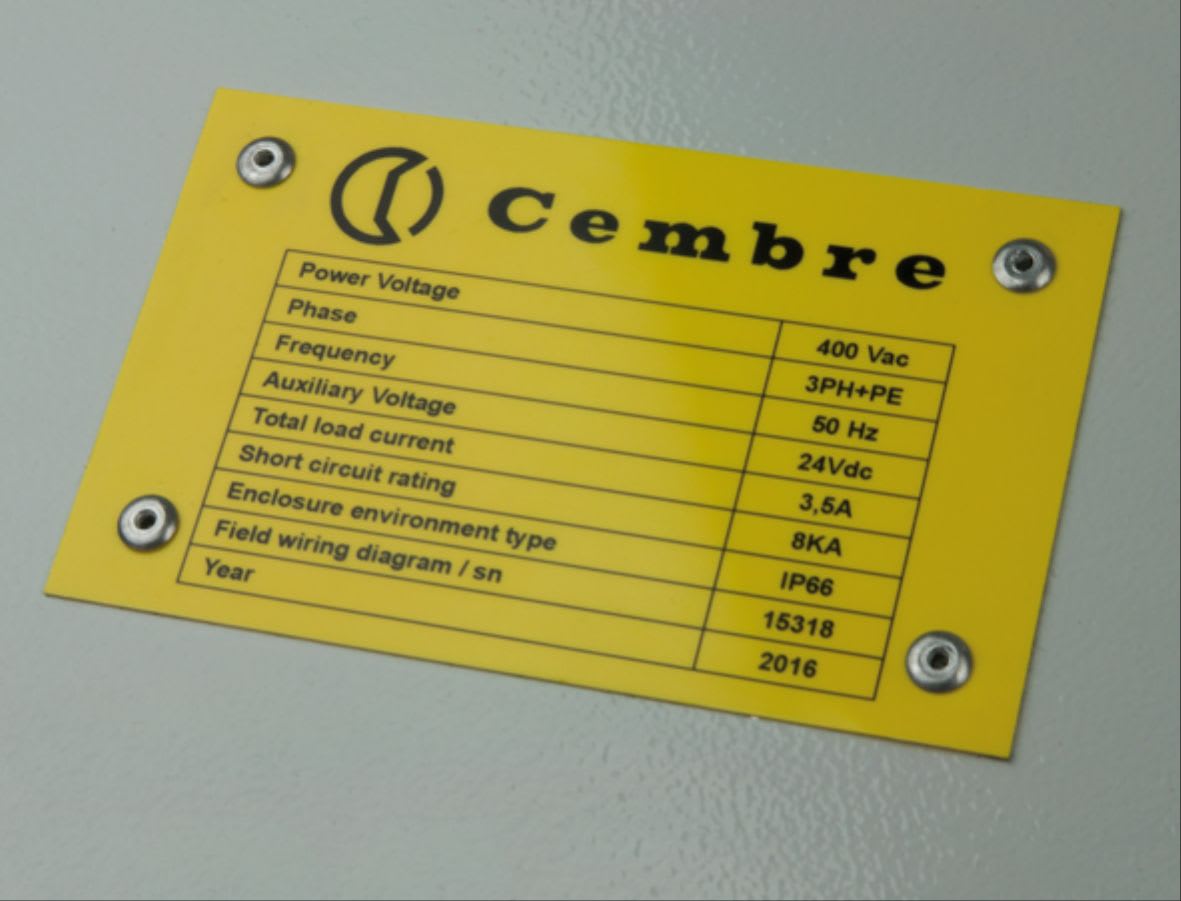 Cembre
Power Voltage 400 Vac
Phase 3PH+PE
Frequency 50 Hz
Auxiliary Voltage 24Vdc
Total load current 3,5A
Short circuit rating 8KA
Enclosure environment type IP66
Field wiring diagram / sn 15318
Year 2016